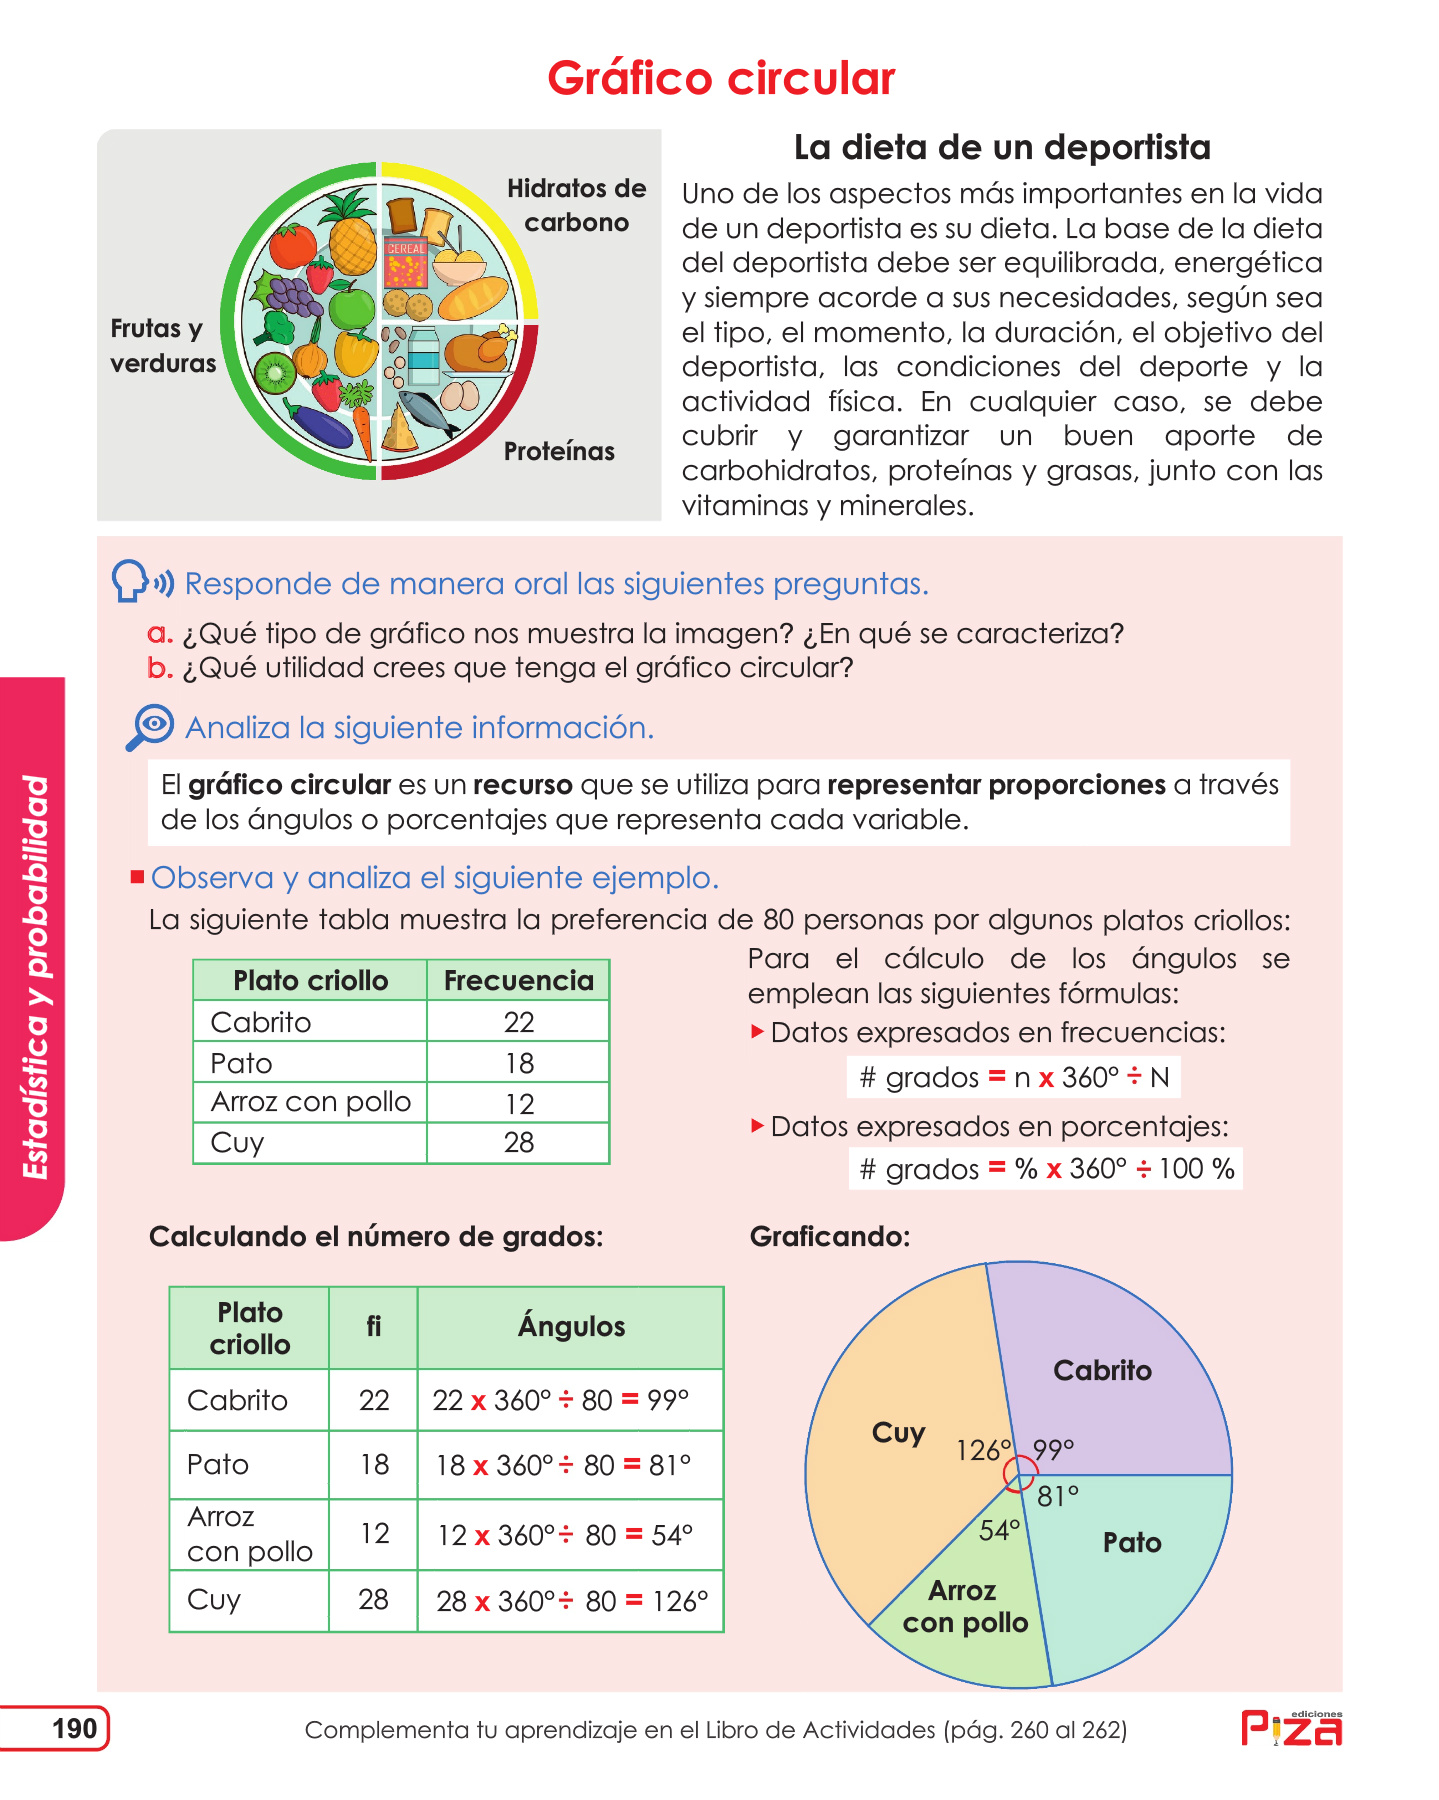 Gráfico circular
Hidratos de
carbono
CEREAL
Frutas y
verduras
Proteínas
La dieta de un deportista
Uno de los aspectos más importantes en la vida
de un deportista es su dieta. La base de la dieta
del deportista debe ser equilibrada, energética
y siempre acorde a sus necesidades, según sea
el tipo, el momento, la duración, el objetivo del
deportista, las condiciones del deporte y la
actividad física. En cualquier caso, se debe
cubrir y garantizar un buen aporte de
carbohidratos, proteínas y grasas, junto con las
vitaminas y minerales.
Responde de manera oral las siguientes preguntas.
a. ¿Qué tipo de gráfico nos muestra la imagen? ¿En qué se caracteriza?
b. ¿Qué utilidad crees que tenga el gráfico circular?
Analiza la siguiente información.
El gráfico circular es un recurso que se utiliza para representar proporciones a través
de los ángulos o porcentajes que representa cada variable.
Observa y analiza el siguiente ejemplo.
La siguiente tabla muestra la preferencia de 80 personas por algunos platos criollos:
Plato criollo Frecuencia
Cabrito 22
Pato 18
Arroz con pollo 12
Cuy 28
Para el cálculo de los ángulos se
emplean las siguientes fórmulas:
Datos expresados en frecuencias:
# grados = n x 360° ÷ N
Datos expresados en porcentajes:
# grados = % x 360° ÷ 100 %
Calculando el número de grados:
Plato
criollo
fi
Ángulos
Cabrito 22 22 x 360° ÷ 80 = 99°
Pato 18 18 x 360° ÷ 80 = 81°
Arroz
con pollo
12 12 x 360° ÷ 80 = 54°
Cuy 28 28 x 360° ÷ 80 = 126°
Graficando:
Cabrito
Cuy
126° 99°
81°
54°
Pato
Arroz
con pollo
Estadística y probabilidad
190
Complementa tu aprendizaje en el Libro de Actividades (pág. 260 al 262)
ediciones
Piza